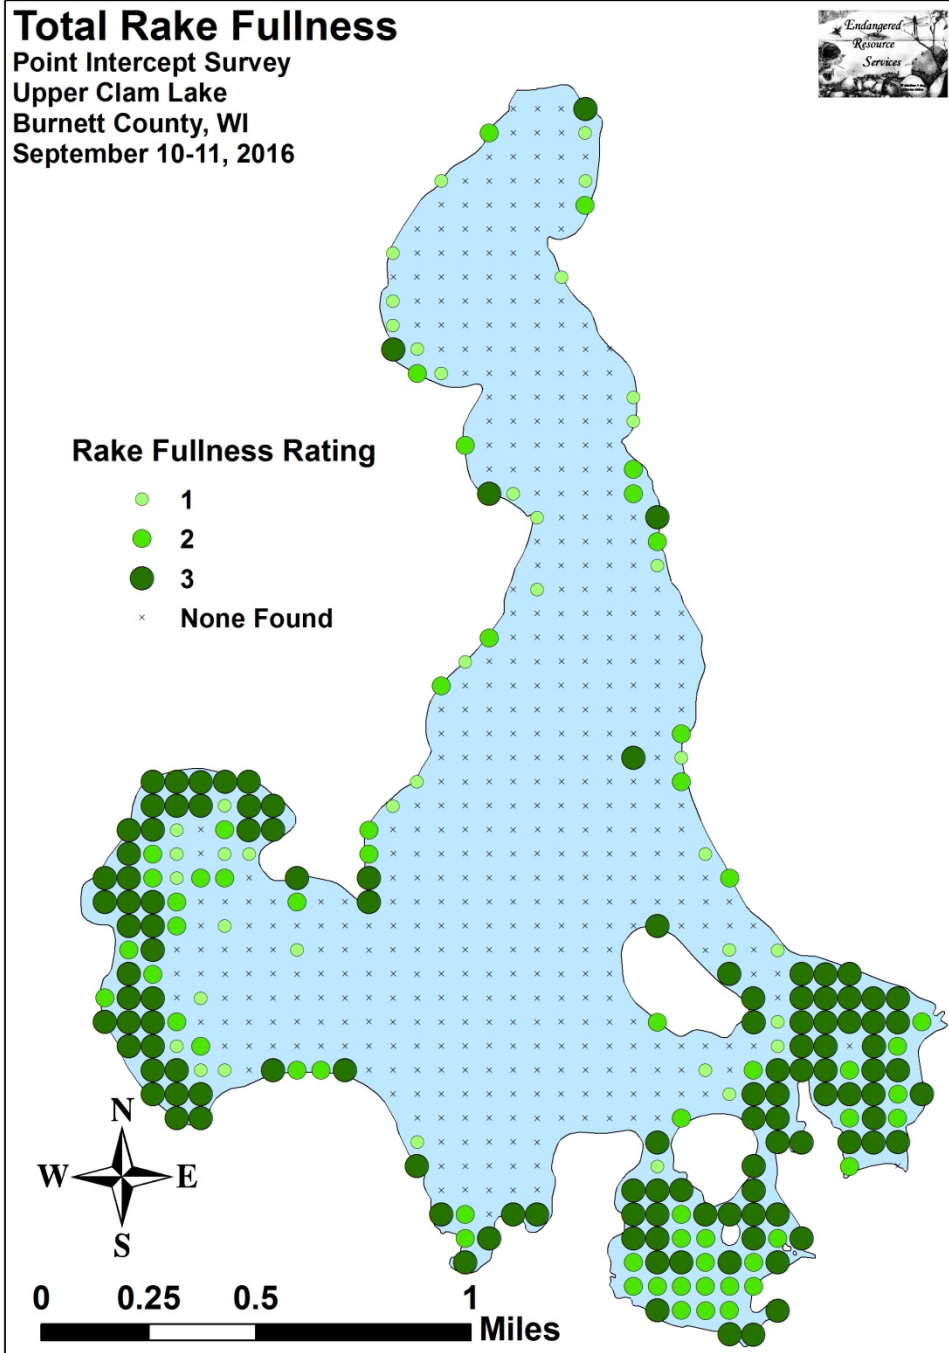 Total Rake Fullness
Point Intercept Survey
Upper Clam Lake
Burnett County, WI
September 10-11, 2016
Endangered
Resource
Services
Rake Fullness Rating
1
2
3
None Found
N
W E
S
0 0.25 0.5 1
Miles